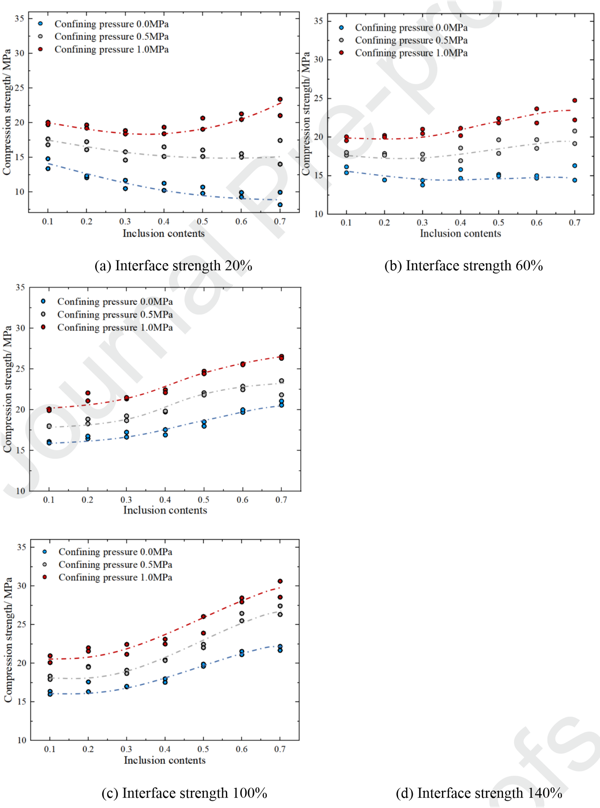 35
30
25
20
15
10
Compression strength/ MPa
Confining pressure 0.0MPa
Confining pressure 0.5MPa
Confining pressure 1.0MPa
0.1 0.2 0.3 0.4 0.5 0.6 0.7
Inclusion contents
(a) Interface strength 20%
35
30
25
20
15
10
Compression strength/ MPa
Confining pressure 0.0MPa
Confining pressure 0.5MPa
Confining pressure 1.0MPa
0.1 0.2 0.3 0.4 0.5 0.6 0.7
Inclusion contents
(b) Interface strength 60%
35
30
25
20
15
10
Compression strength/ MPa
Confining pressure 0.0MPa
Confining pressure 0.5MPa
Confining pressure 1.0MPa
0.1 0.2 0.3 0.4 0.5 0.6 0.7
Inclusion contents
35
30
25
20
15
10
Compression strength/ MPa
Confining pressure 0.0MPa
Confining pressure 0.5MPa
Confining pressure 1.0MPa
0.1 0.2 0.3 0.4 0.5 0.6 0.7
Inclusion contents
(c) Interface strength 100%
(d) Interface strength 140%
Journal Pre-pro
ofs